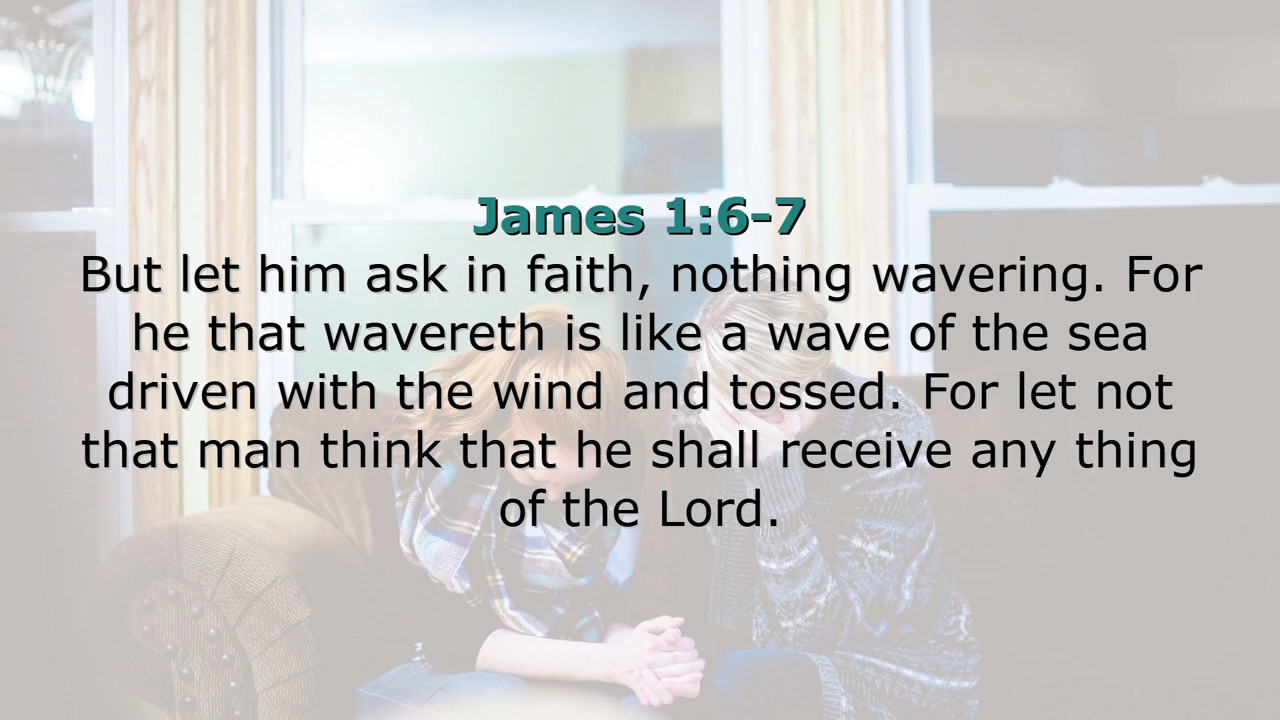 James 1:6-7
But let him ask in faith, nothing wavering. For
he that wavereth is like a wave of the sea
driven with the wind and tossed. For let not
that man think that he shall receive any thing
of the Lord.